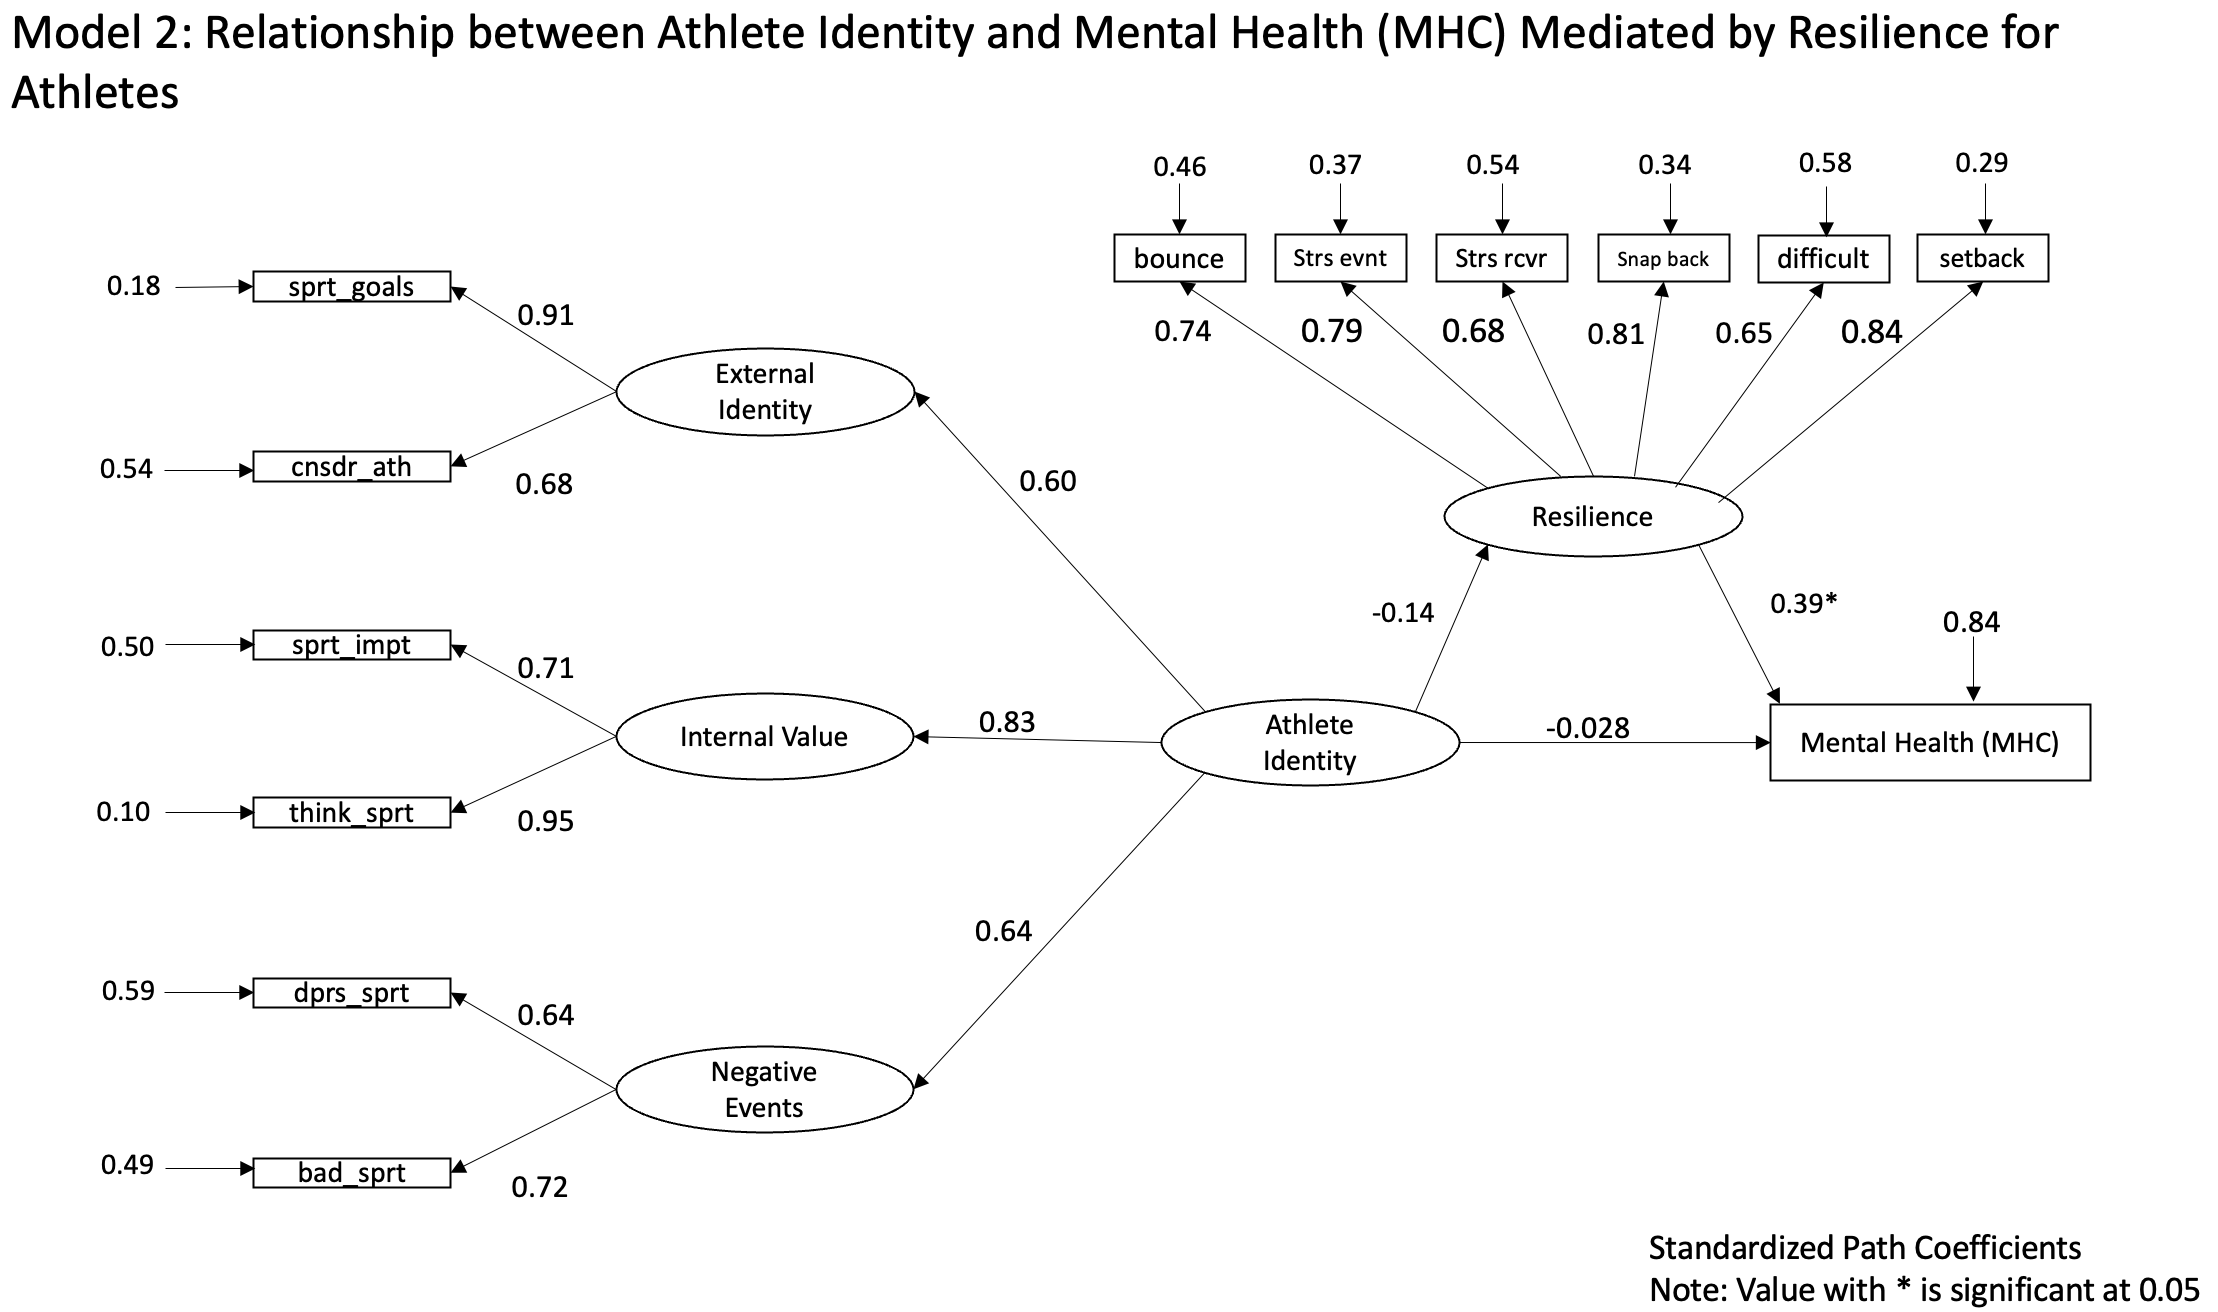 Model 2: Relationship between Athlete Identity and Mental Health (MHC) Mediated by Resilience for
Athletes
0.46
0.37
0.54
0.34
0.58
0.29
bounce
Strs evnt
Strs rcvr
Snap back
difficult
setback
0.74
0.79
0.68
0.81
0.65
0.84
0.18
sprt_goals
0.91
External
Identity
0.54
cnsdr_ath
0.68
0.60
Resilience
-0.14
0.39*
0.84
0.50
sprt_impt
0.71
Internal Value
0.83
Athlete
Identity
-0.028
Mental Health (MHC)
0.10
think_sprt
0.95
0.64
0.59
dprs_sprt
0.64
Negative
Events
0.49
bad_sprt
0.72
Standardized Path Coefficients
Note: Value with * is significant at 0.05